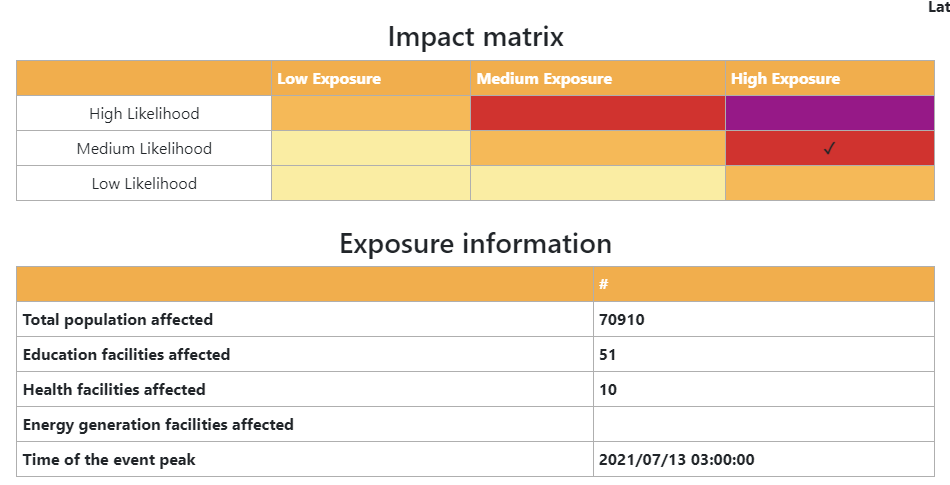 Lat
Impact matrix
Low Exposure Medium Exposure High Exposure
High Likelihood
Medium Likelihood ✓
Low Likelihood
Exposure information
#
Total population affected 70910
Education facilities affected 51
Health facilities affected 10
Energy generation facilities affected
Time of the event peak 2021/07/13 03:00:00